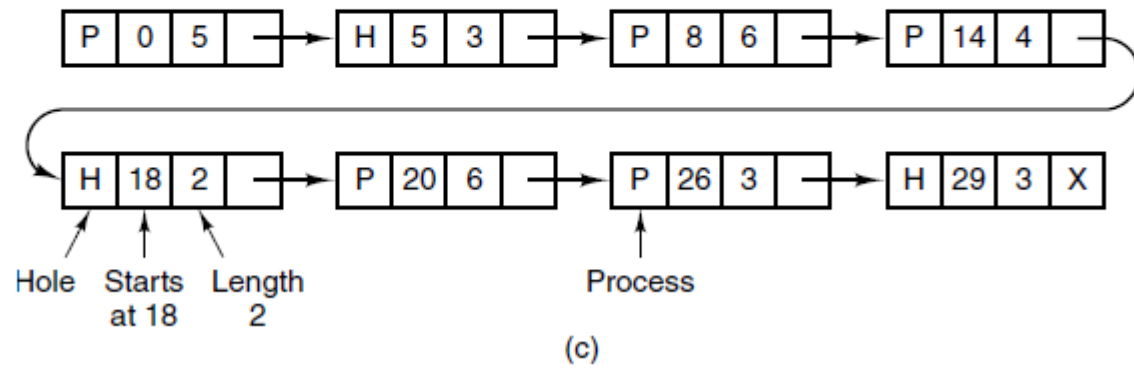 P 0 5 H 5 3 P 8 6 P 14 4
H 18 2 P 20 6 P 26 3 H 29 3 X
Hole Starts Length Process
at 18 2
(c)